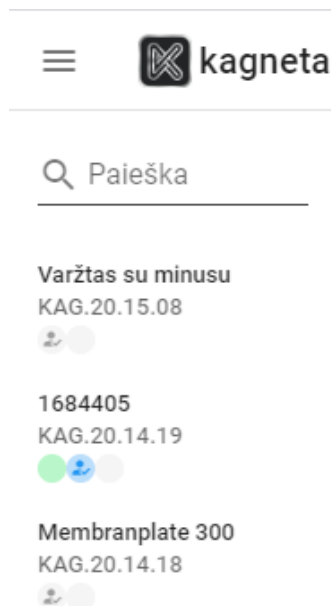 kagneta
Paieška
Varžtas su minusu
KAG.20.15.08
1684405
KAG.20.14.19
Membranplate 300
KAG.20.14.18